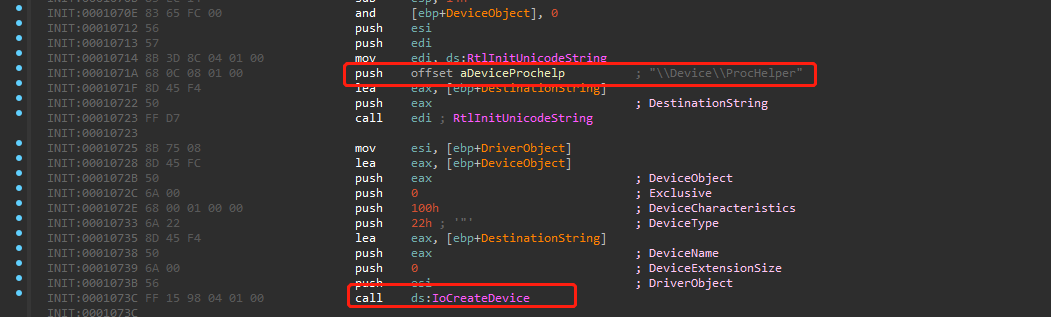 INIT:0001070E 83 65 FC 00 and [ebp+DeviceObject], 0
INIT:00010712 56 push esi
INIT:00010713 57 push edi
INIT:00010714 8B 3D 8C 04 01 00 mov edi, ds:RtlInitUnicodeString
INIT:0001071A 68 0C 08 01 00 push offset aDeviceProchelp ; "\\Device\\ProcHelper"
INIT:0001071F 8D 45 F4 lea eax, [ebp+DestinationString]
INIT:00010722 50 push eax ; DestinationString
INIT:00010723 FF D7 call edi ; RtlInitUnicodeString
INIT:00010723
INIT:00010725 8B 75 08 mov esi, [ebp+DriverObject]
INIT:00010728 8D 45 FC lea eax, [ebp+DeviceObject]
INIT:0001072B 50 push eax ; DeviceObject
INIT:0001072C 6A 00 push 0 ; Exclusive
INIT:0001072E 68 00 01 00 00 push 100h ; DeviceCharacteristics
INIT:00010733 6A 22 push 22h ; '"' ; DeviceType
INIT:00010735 8D 45 F4 lea eax, [ebp+DestinationString]
INIT:00010738 50 push eax ; DeviceName
INIT:00010739 6A 00 push 0 ; DeviceExtensionSize
INIT:0001073B 56 push esi ; DriverObject
INIT:0001073C FF 15 98 04 01 00 call ds:IoCreateDevice
INIT:0001073C